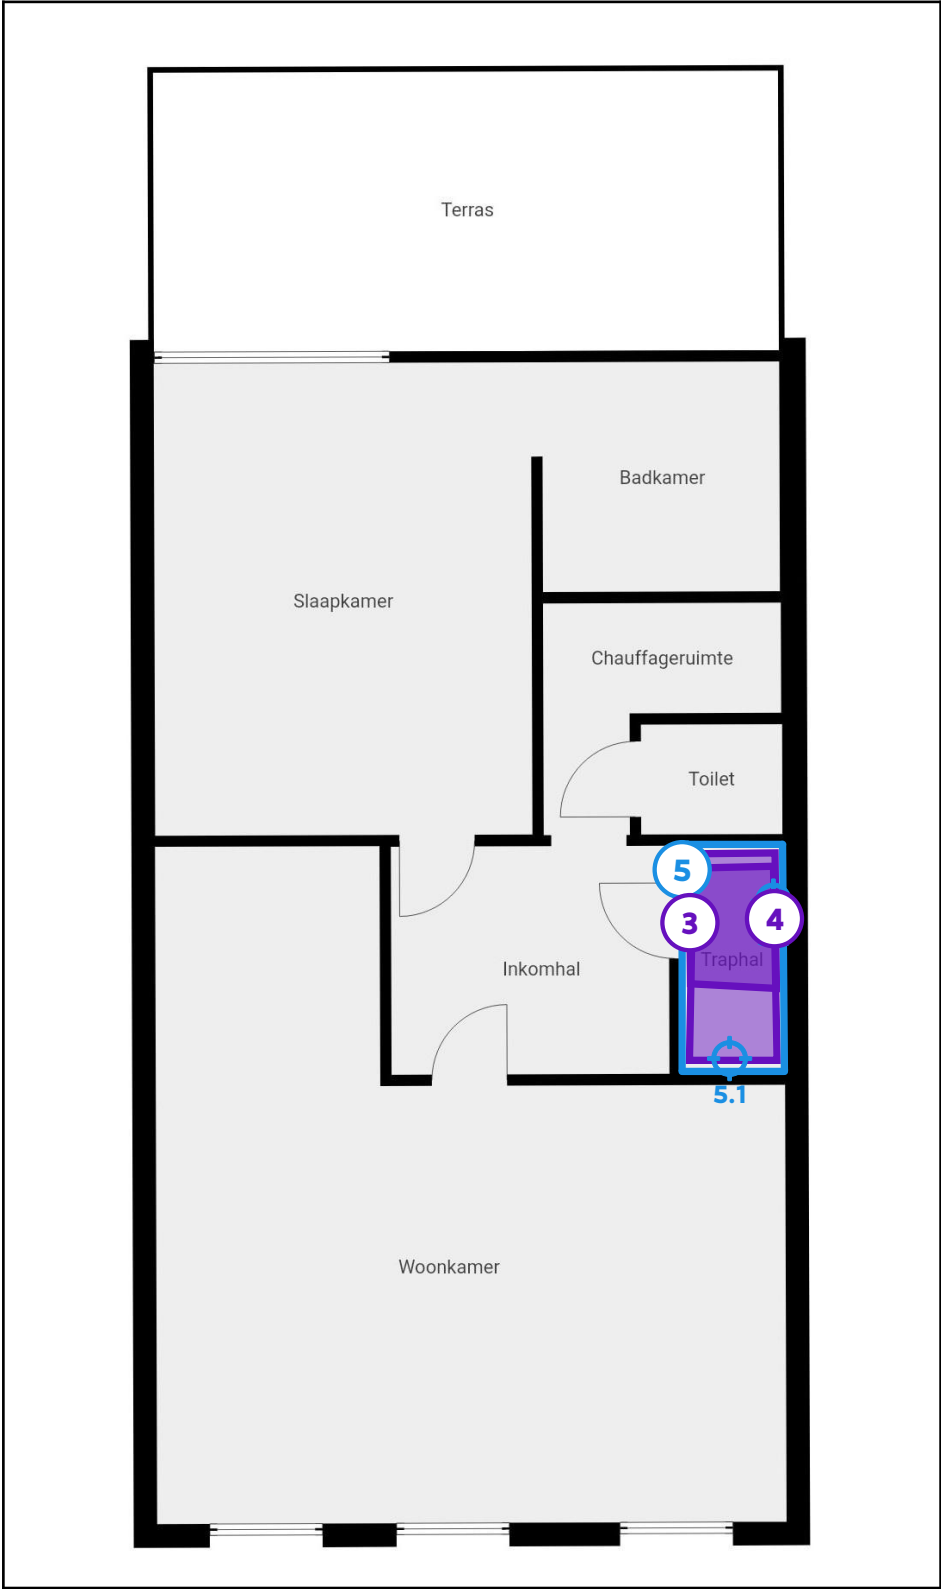 Terras
Badkamer
Slaapkamer
Chauffageruimte
Toilet
5
3
4
Traphal
Inkomhal
5.1
Woonkamer